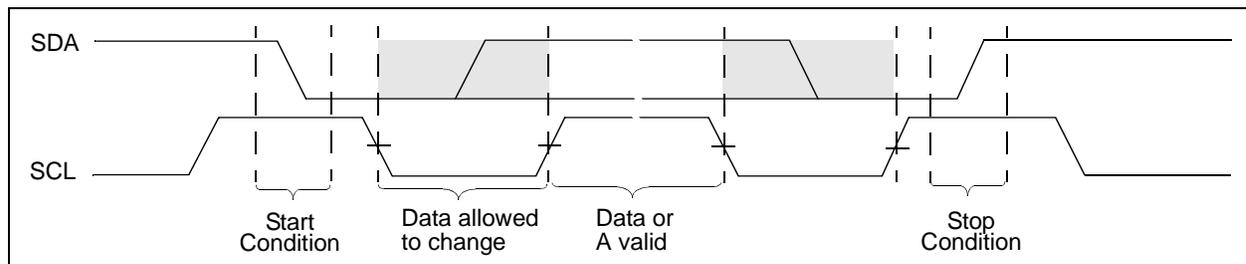 SDA
SCL
Start
Condition
Data allowed
to change
Data or
A valid
Stop
Condition